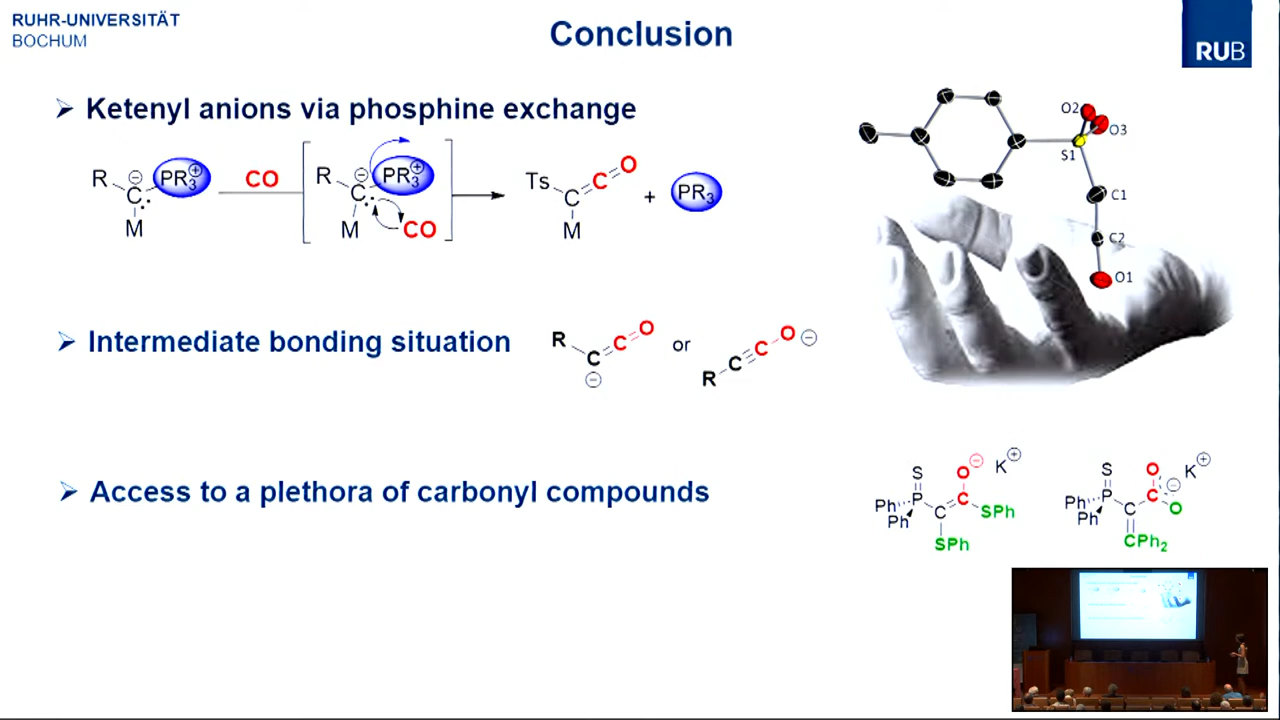 RUHR-UNIVERSITÄT
BOCHUM
Conclusion
RUB
➢ Ketenyl anions via phosphine exchange
R C ⊖ PR3 ⊕ M
CO
R C ⊖ PR3 ⊕ M CO
Ts C C O M
+ PR3
O2
O3
S1
C1
C2
O1
➢ Intermediate bonding situation
R C C O ⊖
or
R C C O ⊖
➢ Access to a plethora of carbonyl compounds
S O ⊖ K⊕
Ph P C C SPh
Ph
SPh
S O ⊖ K⊕
Ph P C C O
Ph
CPh2